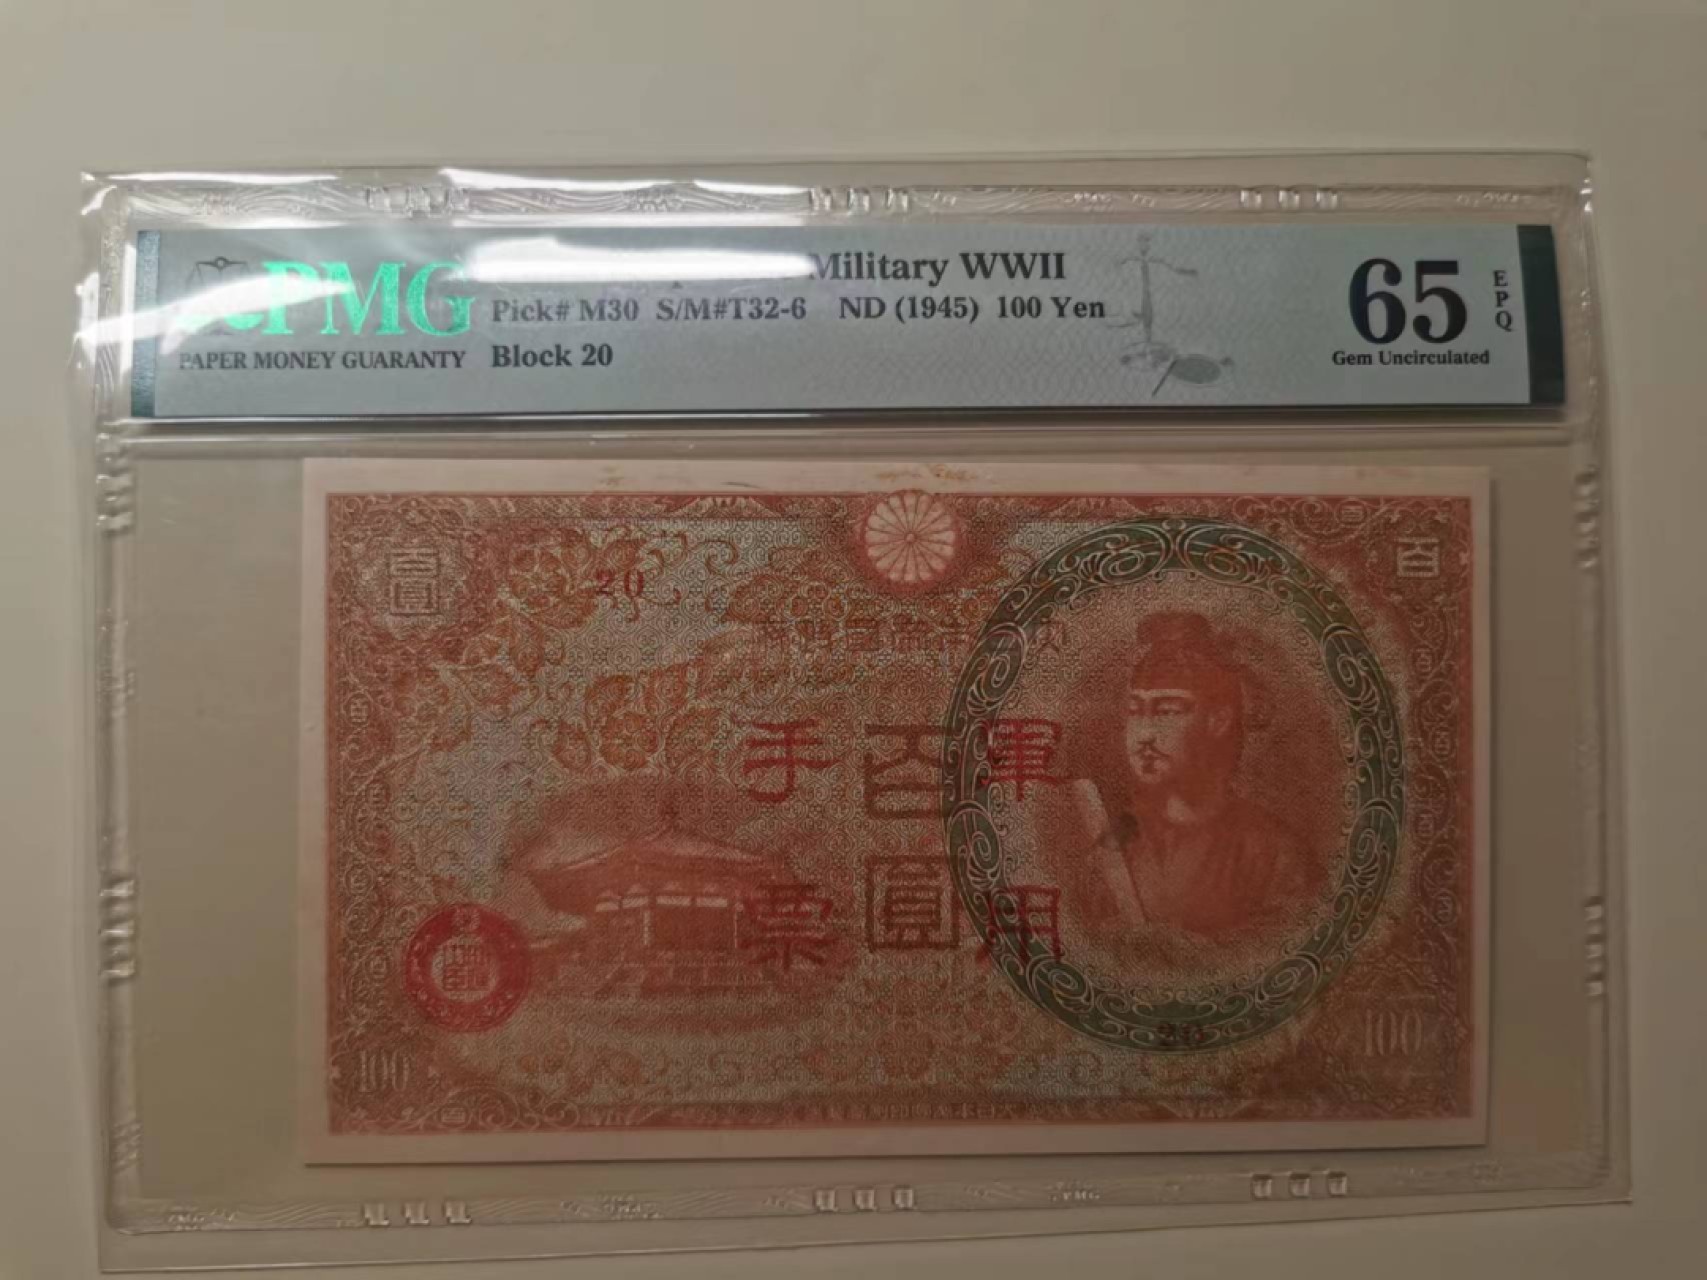 Military WWII
PMG Pick# M30 S/M#T32-6 ND (1945) 100 Yen
PAPER MONEY GUARANTY Block 20
65 EPQ
Gem Uncirculated
百圓
百
20
軍用
百圓
手票
20
100
100